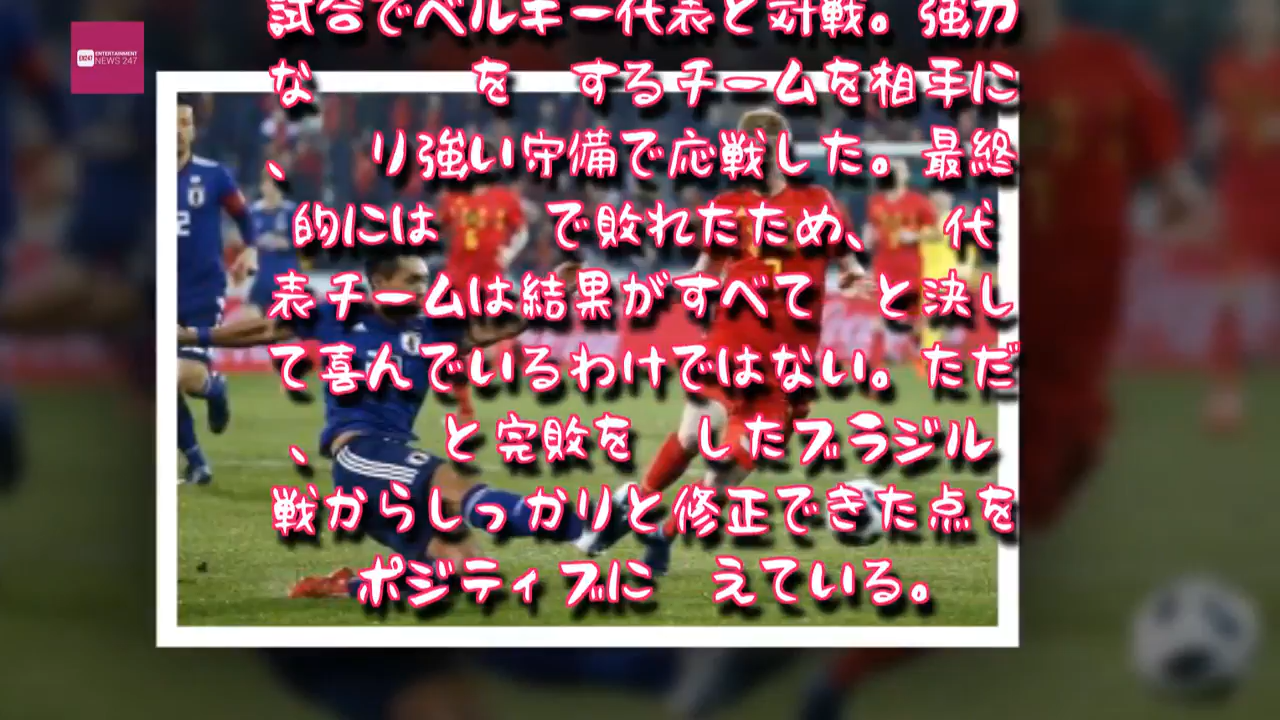 ENTERTAINMENT
NEWS 247
試合でベルギー代表と対戦。強力
な を するチームを相手に
、 り強い守備で応戦した。最終
的には で敗れたため、 代
表チームは結果がすべて と決し
て喜んでいるわけではない。ただ
、 と完敗を したブラジル
戦からしっかりと修正できた点を
ポジティブに えている。